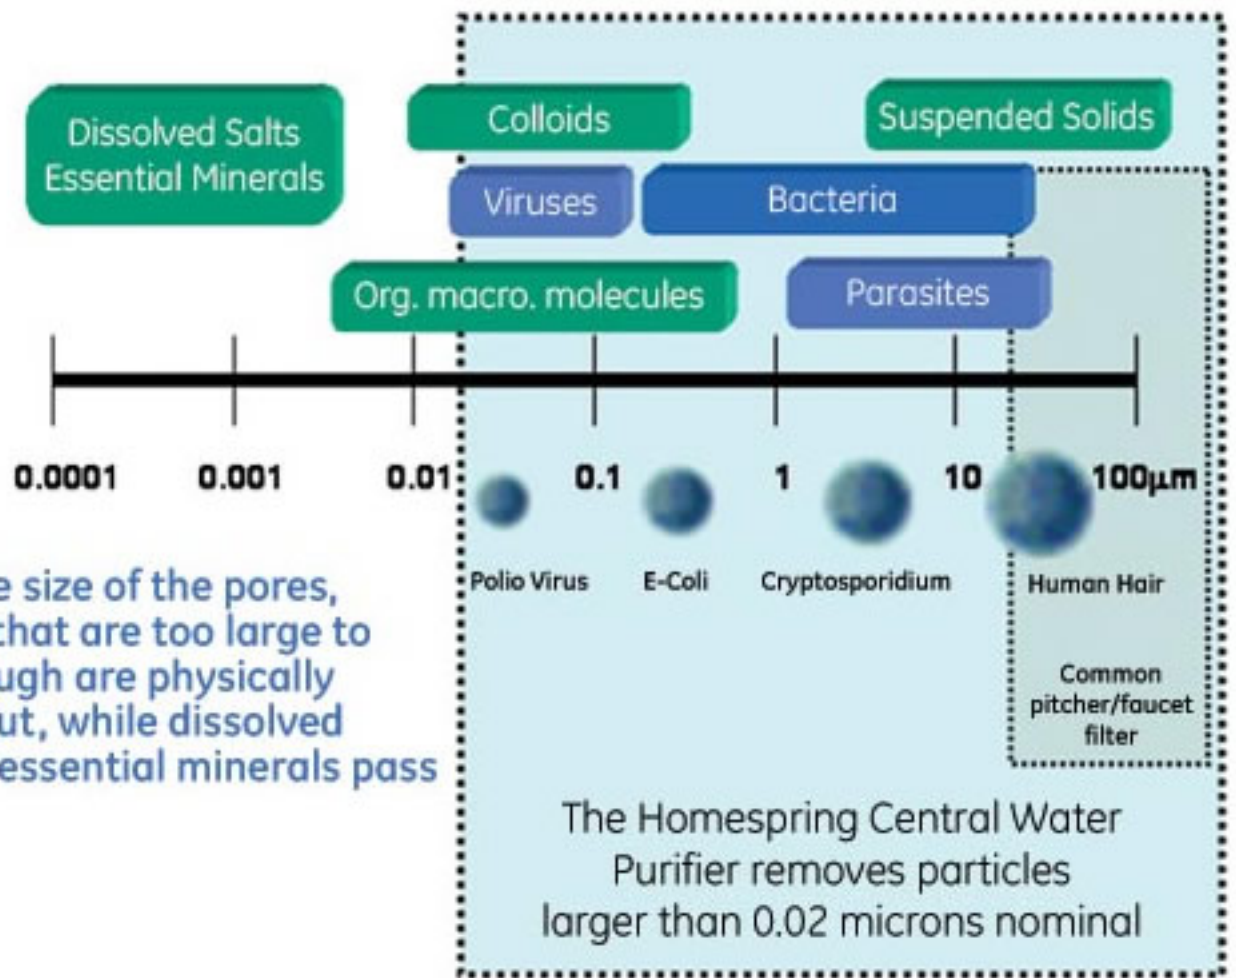 Dissolved Salts
Essential Minerals
Colloids
Suspended Solids
Viruses
Bacteria
Org. macro. molecules
Parasites
0.0001 0.001 0.01 0.1 1 10 100µm
Polio Virus E-Coli Cryptosporidium Human Hair
Common
pitcher/faucet
filter
e size of the pores,
that are too large to
ugh are physically
ut, while dissolved
essential minerals pass
The Homespring Central Water
Purifier removes particles
larger than 0.02 microns nominal